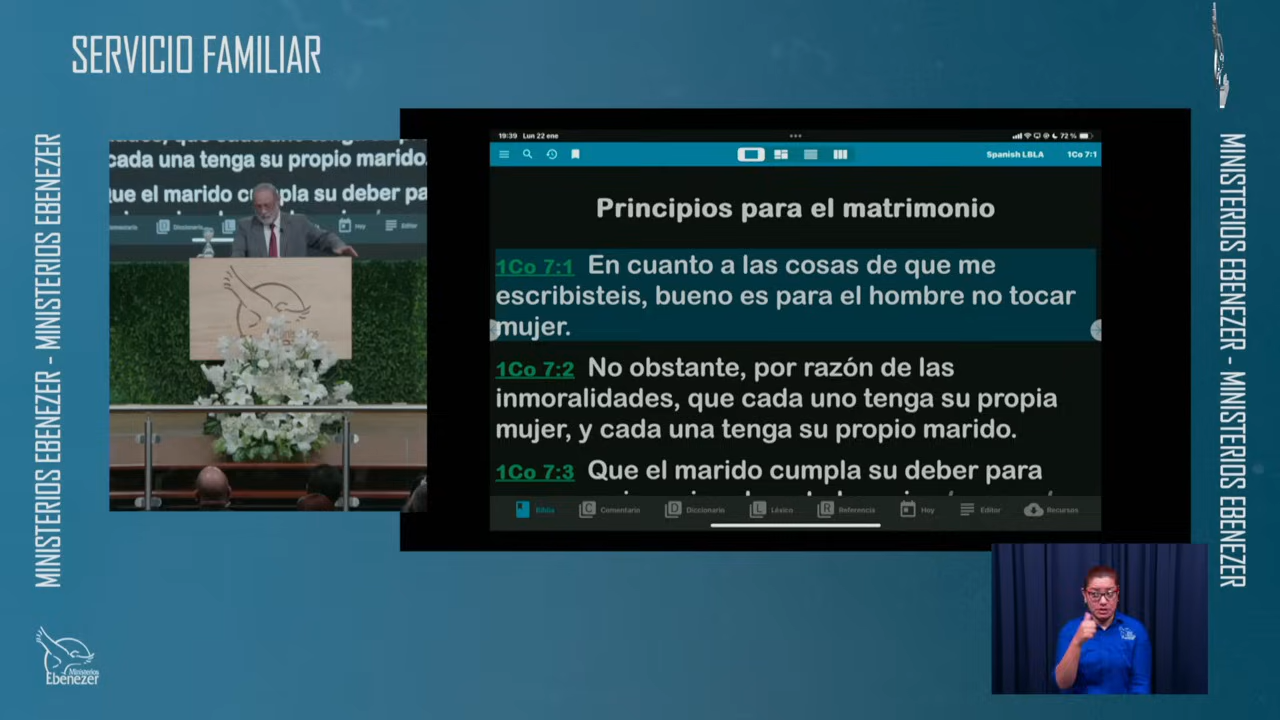 SERVICIO FAMILIAR
MINISTERIOS EBENEZER - MINISTERIOS EBENEZER
cada una tenga su propio marido.
que el marido cumpla su deber pa
Diccionario
Hoy
Editor
19:39 Lun 22 ene
72 %
Spanish LBLA 1Co 7:1
Principios para el matrimonio
1Co 7:1 En cuanto a las cosas de que me
escribisteis, bueno es para el hombre no tocar
mujer.
1Co 7:2 No obstante, por razón de las
inmoralidades, que cada uno tenga su propia
mujer, y cada una tenga su propio marido.
1Co 7:3 Que el marido cumpla su deber para
Biblia Comentario Diccionario Léxico Referencia Hoy Editor Recursos
MINISTERIOS EBENEZER - MINISTERIOS EBENEZER
Ministerios
Ebenezer